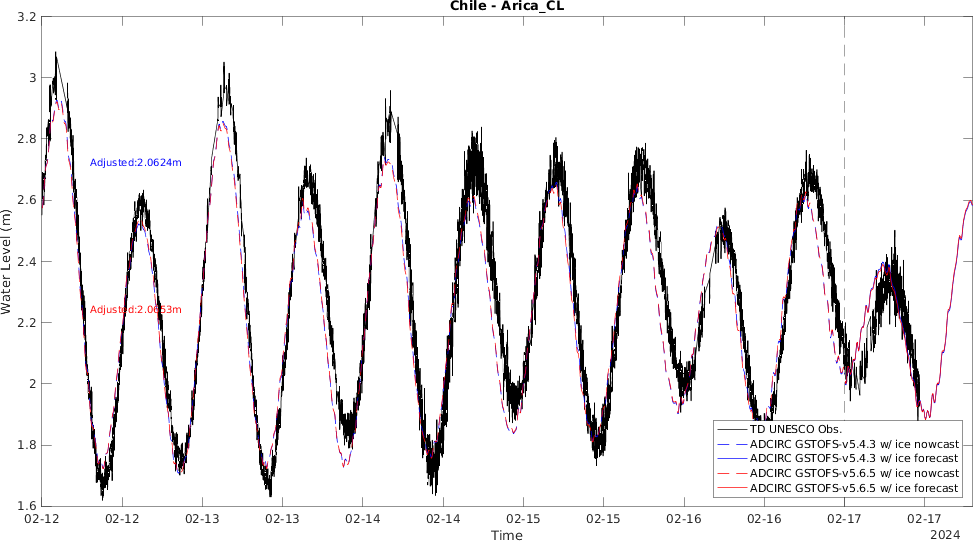 Chile - Arica_CL
3.2
3
2.8
2.6
2.4
2.2
2
1.8
1.6
Water Level (m)
Adjusted:2.0624m
Adjusted:2.0653m
TD UNESCO Obs.
ADCIRC GSTOFS-v5.4.3 w/ ice nowcast
ADCIRC GSTOFS-v5.4.3 w/ ice forecast
ADCIRC GSTOFS-v5.6.5 w/ ice nowcast
ADCIRC GSTOFS-v5.6.5 w/ ice forecast
02-12 02-12 02-13 02-13 02-14 02-14 02-15 02-15 02-16 02-16 02-17 02-17
Time
2024